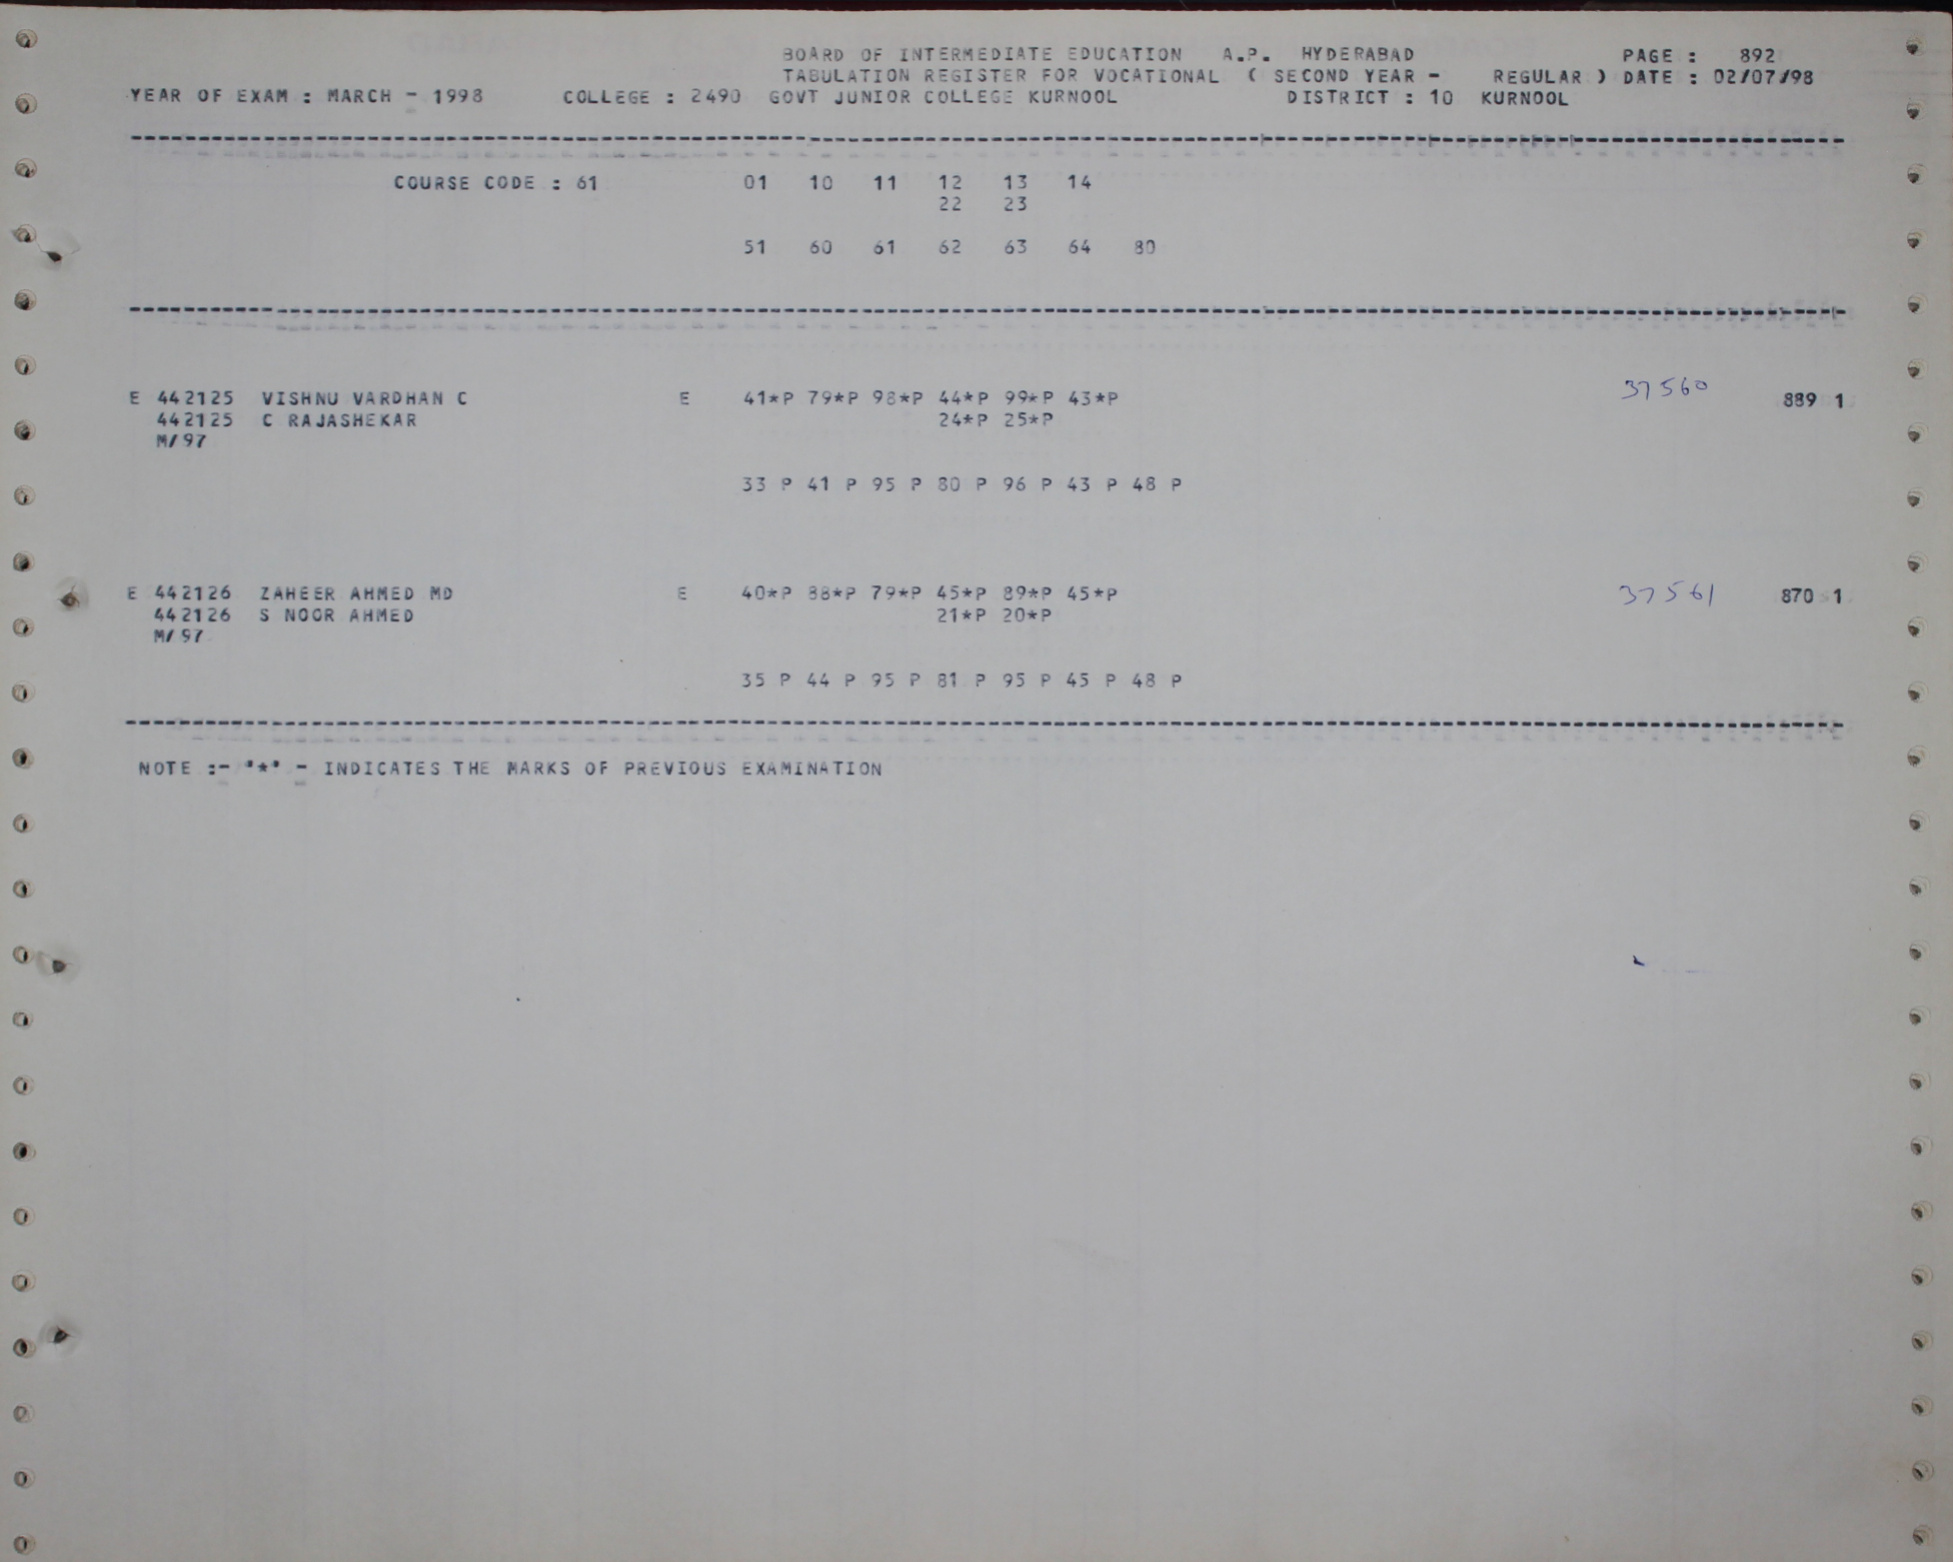 BOARD OF INTERMEDIATE EDUCATION A.P. HYDERABAD PAGE : 892
TABULATION REGISTER FOR VOCATIONAL ( SECOND YEAR - REGULAR ) DATE : 02/07/98
YEAR OF EXAM : MARCH - 1998 COLLEGE : 2490 GOVT JUNIOR COLLEGE KURNOOL DISTRICT : 10 KURNOOL
COURSE CODE : 61 01 10 11 12 13 14
22 23
51 60 61 62 63 64 80
E 442125 VISHNU VARDHAN C E 41*P 79*P 98*P 44*P 99*P 43*P 37560 889 1
442125 C RAJASHEKAR 24*P 25*P
M/97
33 P 41 P 95 P 80 P 96 P 43 P 48 P
E 442126 ZAHEER AHMED MD E 40*P 88*P 79*P 45*P 89*P 45*P 37561 870 1
442126 S NOOR AHMED 21*P 20*P
M/97
35 P 44 P 95 P 81 P 95 P 45 P 48 P
NOTE :- '*' - INDICATES THE MARKS OF PREVIOUS EXAMINATION